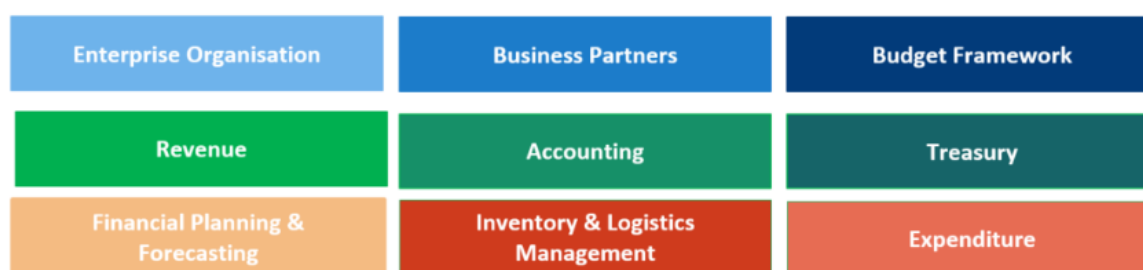 Enterprise Organisation
Business Partners
Budget Framework
Revenue
Accounting
Treasury
Financial Planning &
Forecasting
Inventory & Logistics
Management
Expenditure